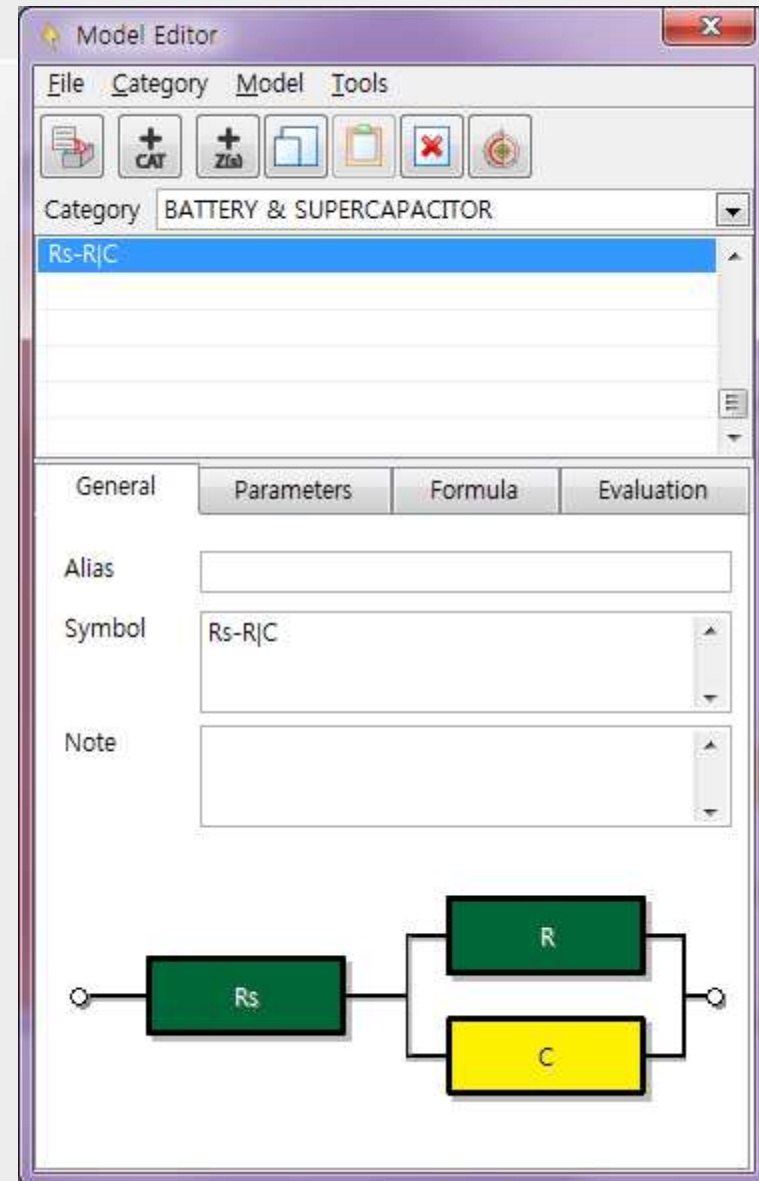 Model Editor
File Category Model Tools
CAT
Z(s)
Category BATTERY & SUPERCAPACITOR
Rs-R|C
General Parameters Formula Evaluation
Alias
Symbol Rs-R|C
Note
R
Rs
C